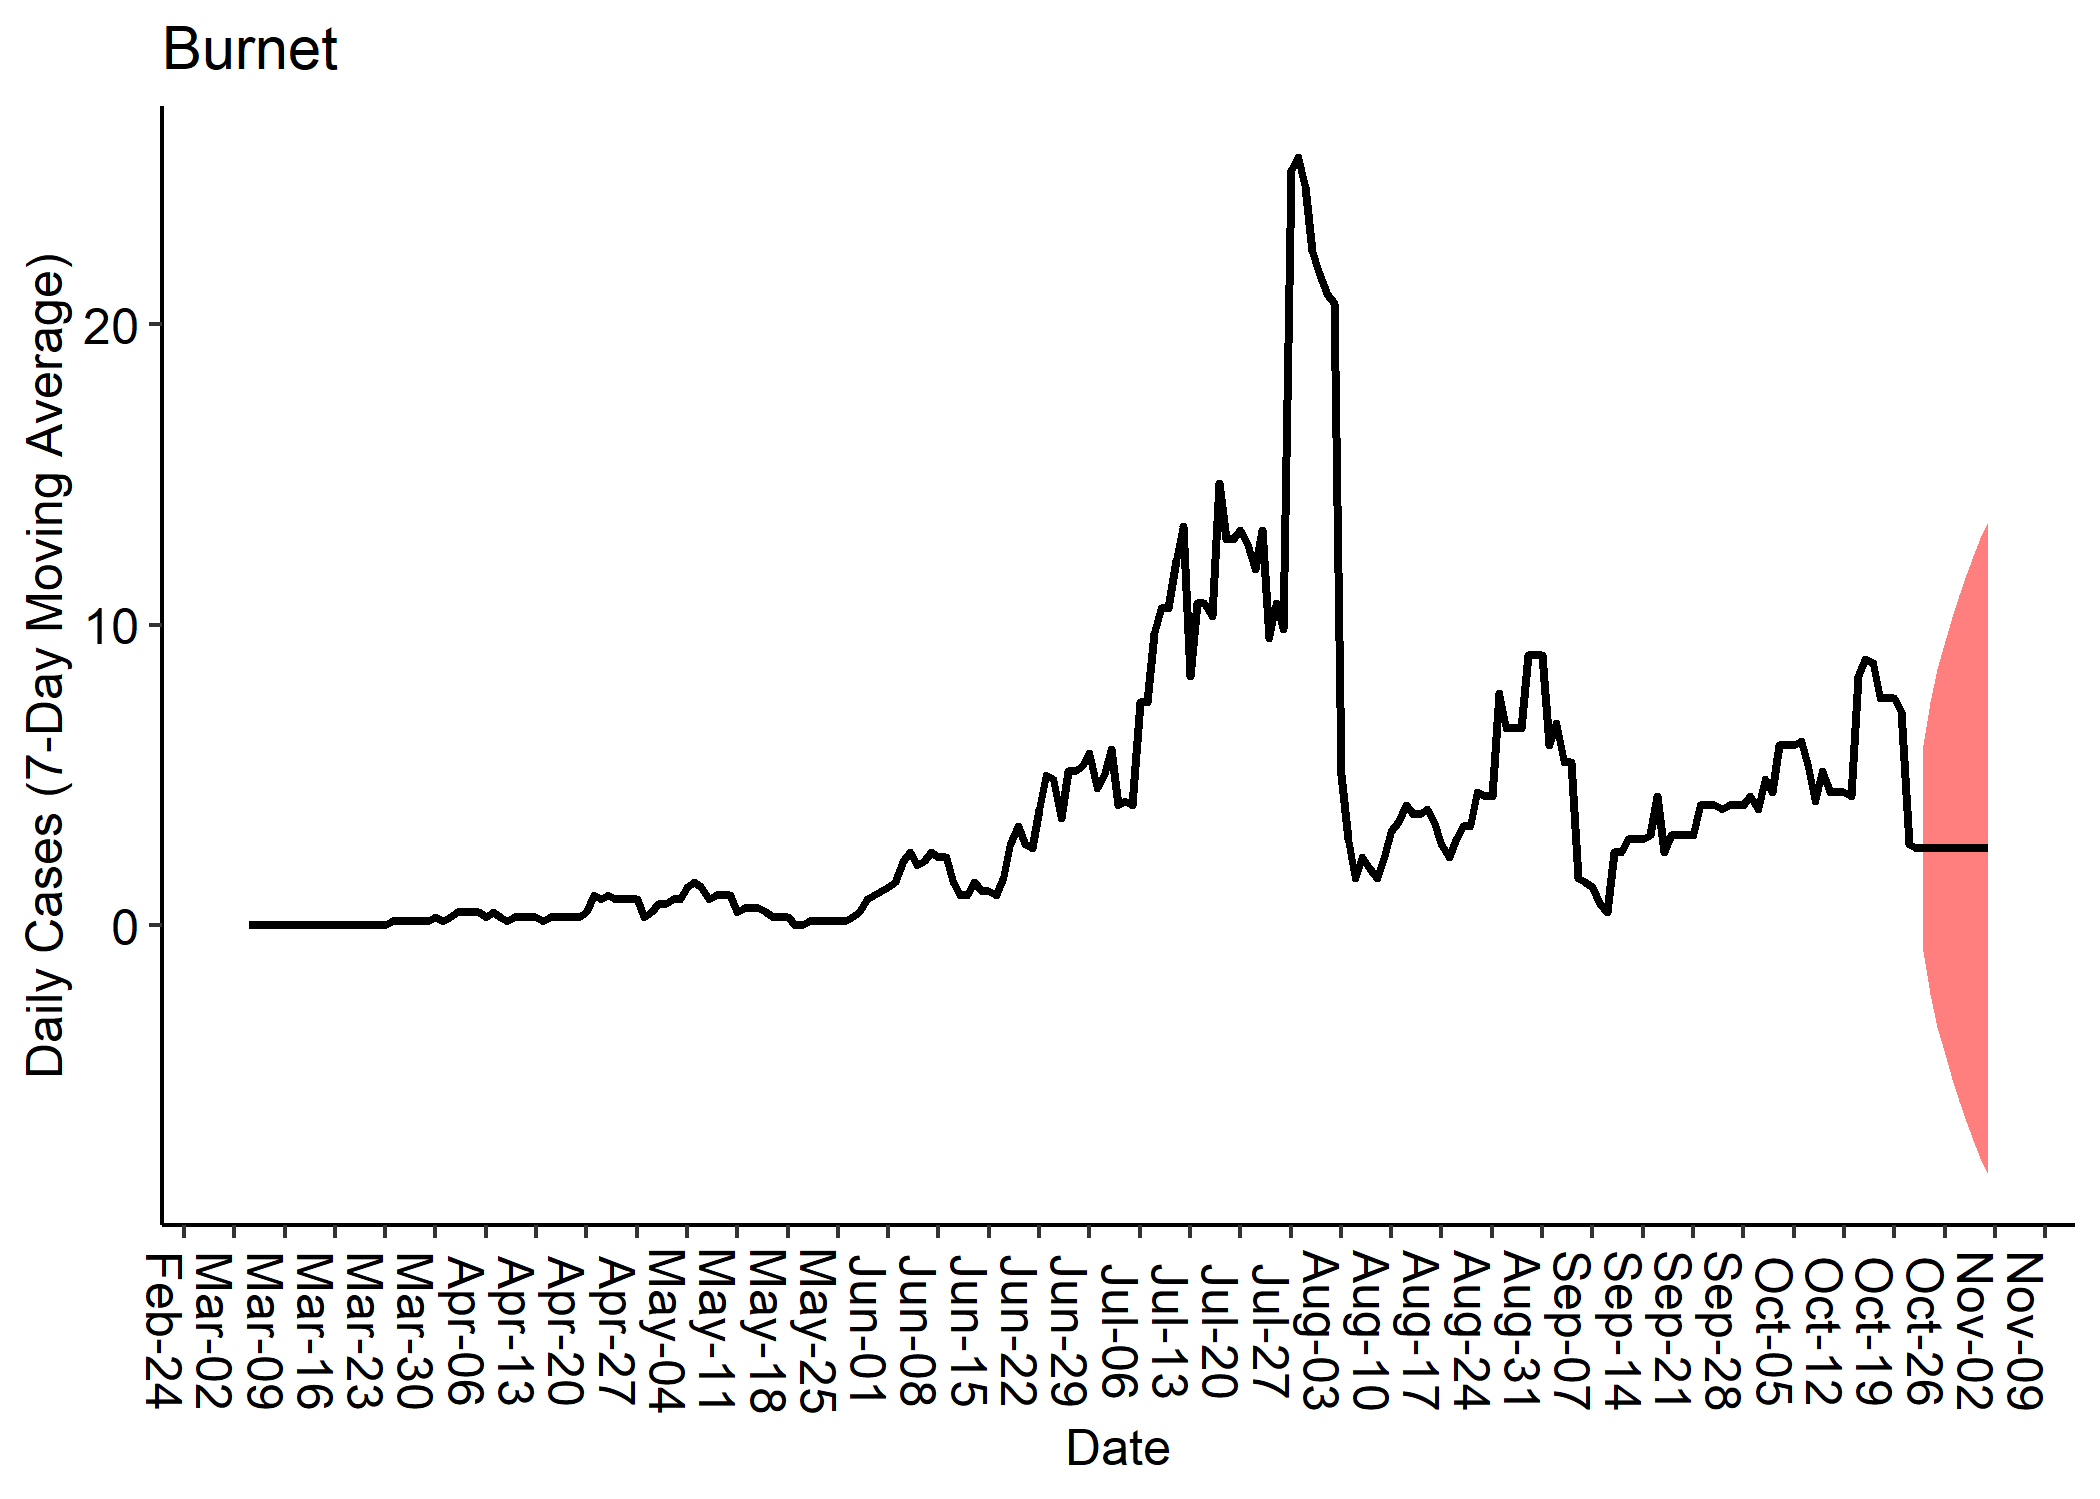 Burnet
Daily Cases (7-Day Moving Average)
20
10
0
Feb-24
Mar-02
Mar-09
Mar-16
Mar-23
Mar-30
Apr-06
Apr-13
Apr-20
Apr-27
May-04
May-11
May-18
May-25
Jun-01
Jun-08
Jun-15
Jun-22
Jun-29
Jul-06
Jul-13
Jul-20
Jul-27
Aug-03
Aug-10
Aug-17
Aug-24
Aug-31
Sep-07
Sep-14
Sep-21
Sep-28
Oct-05
Oct-12
Oct-19
Oct-26
Nov-02
Nov-09
Date